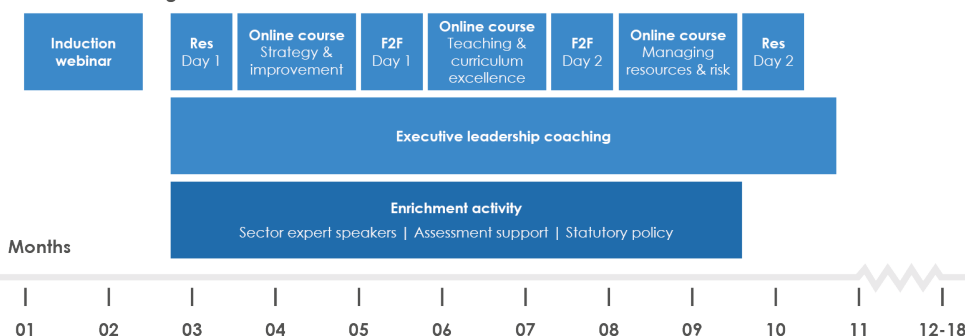 Induction
webinar
Res
Day 1
Online course
Strategy &
improvement
F2F
Day 1
Online course
Teaching &
curriculum
excellence
F2F
Day 2
Online course
Managing
resources & risk
Res
Day 2
Executive leadership coaching
Enrichment activity
Sector expert speakers | Assessment support | Statutory policy
Months
01 02 03 04 05 06 07 08 09 10 11 12-18